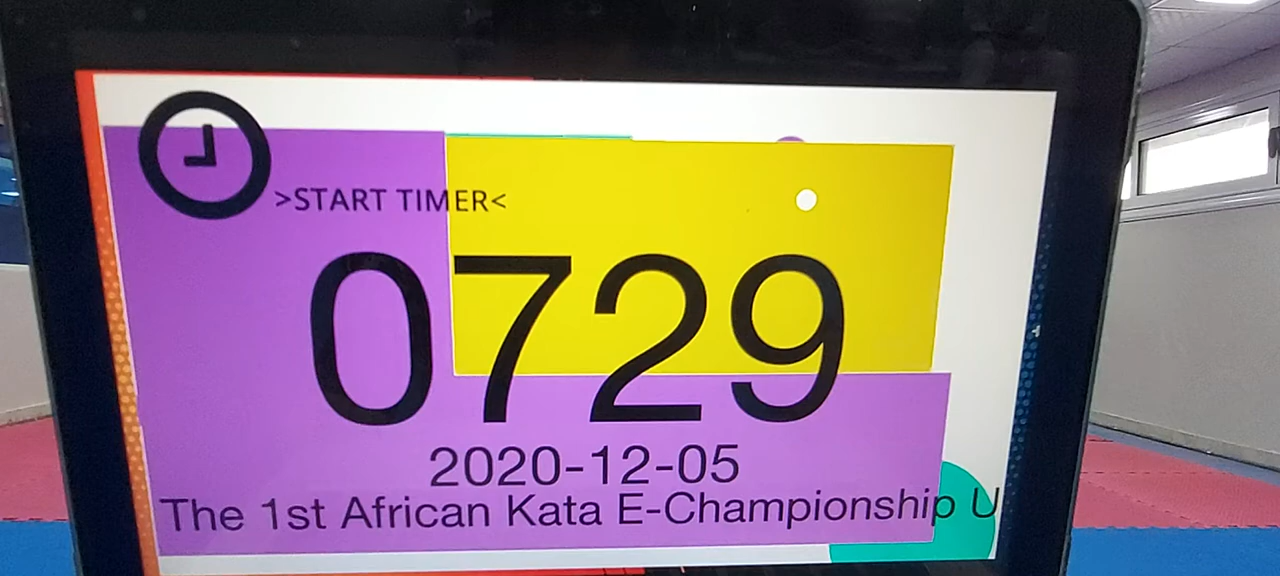 >START TIMER<
0729
2020-12-05
The 1st African Kata E-Championship U